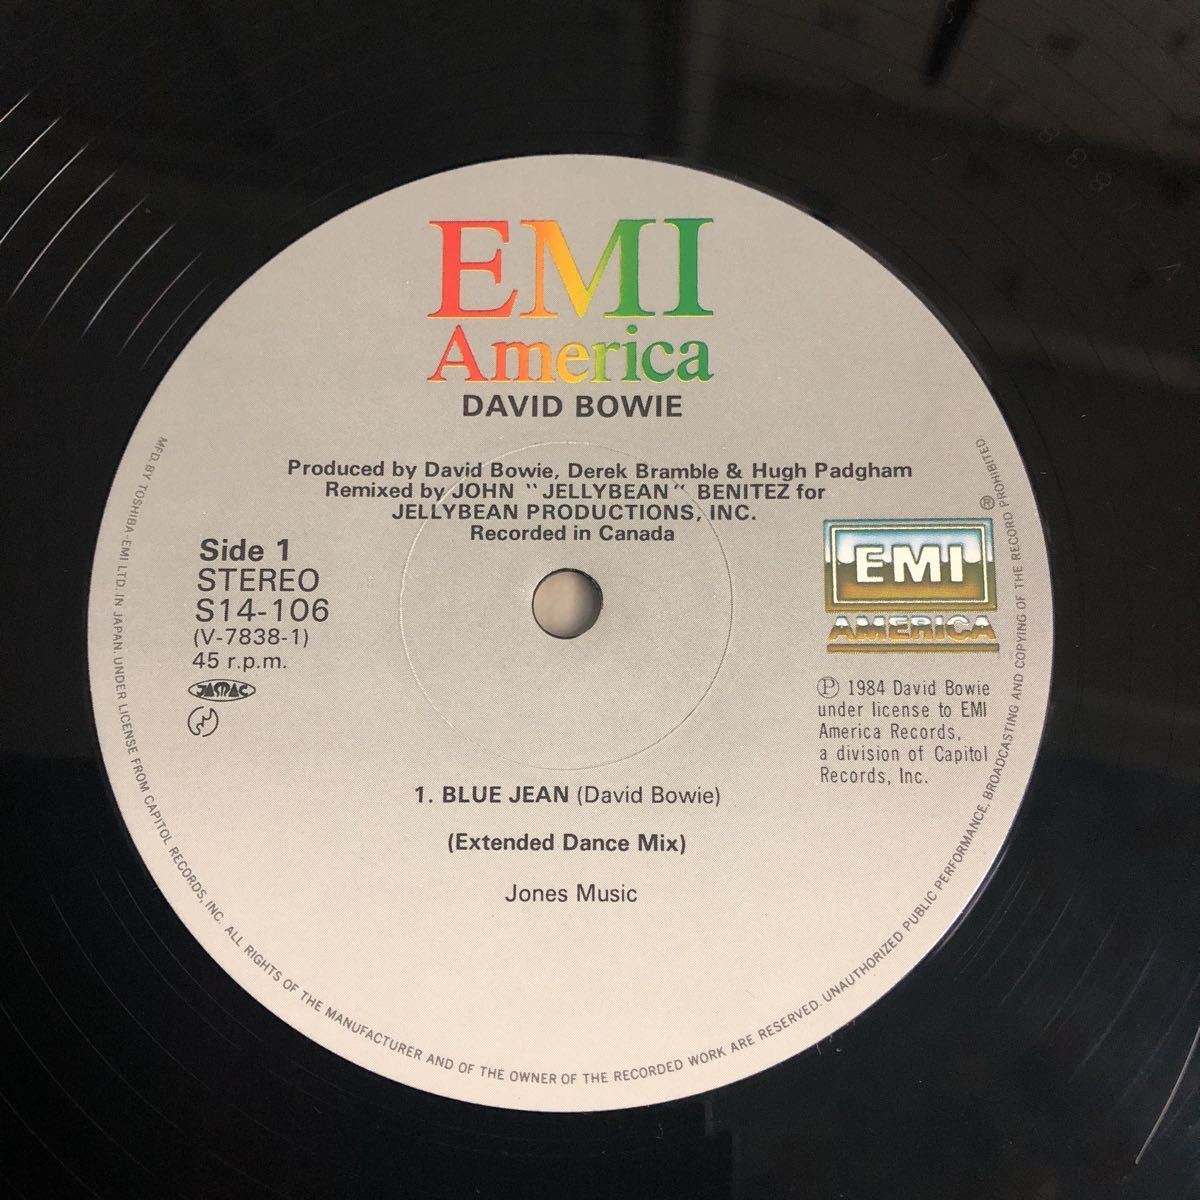 EMI
America
DAVID BOWIE
Produced by David Bowie, Derek Bramble & Hugh Padgham
Remixed by JOHN "JELLYBEAN" BENITEZ for
JELLYBEAN PRODUCTIONS, INC.
Recorded in Canada
Side 1
STEREO
S14-106
(V-7838-1)
45 r.p.m.
JASRAC
®
EMI
AMERICA
Ⓟ 1984 David Bowie
under license to EMI
America Records,
a division of Capitol
Records, Inc.
1. BLUE JEAN (David Bowie)
(Extended Dance Mix)
Jones Music
MFD. BY TOSHIBA-EMI LTD. IN JAPAN. UNDER LICENSE FROM CAPITOL RECORDS, INC. ALL RIGHTS OF THE MANUFACTURER AND OF THE OWNER OF THE RECORDED WORK ARE RESERVED. UNAUTHORIZED PUBLIC PERFORMANCE, BROADCASTING AND COPYING OF THE RECORD PROHIBITED.